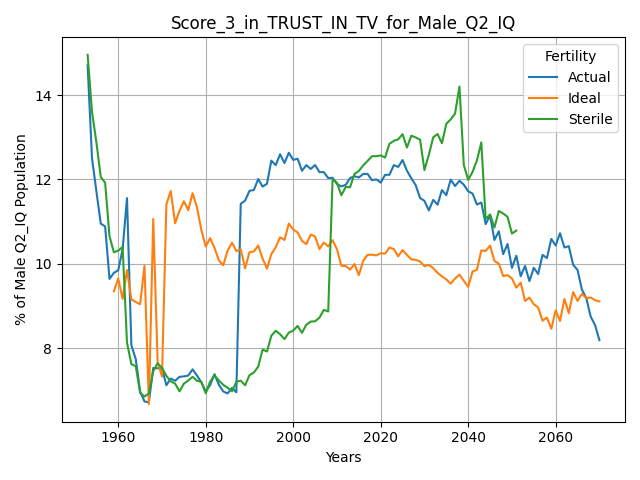 Score_3_in_TRUST_IN_TV_for_Male_Q2_IQ
Fertility
Actual
Ideal
Sterile
% of Male Q2_IQ Population
14
12
10
8
1960 1980 2000 2020 2040 2060
Years